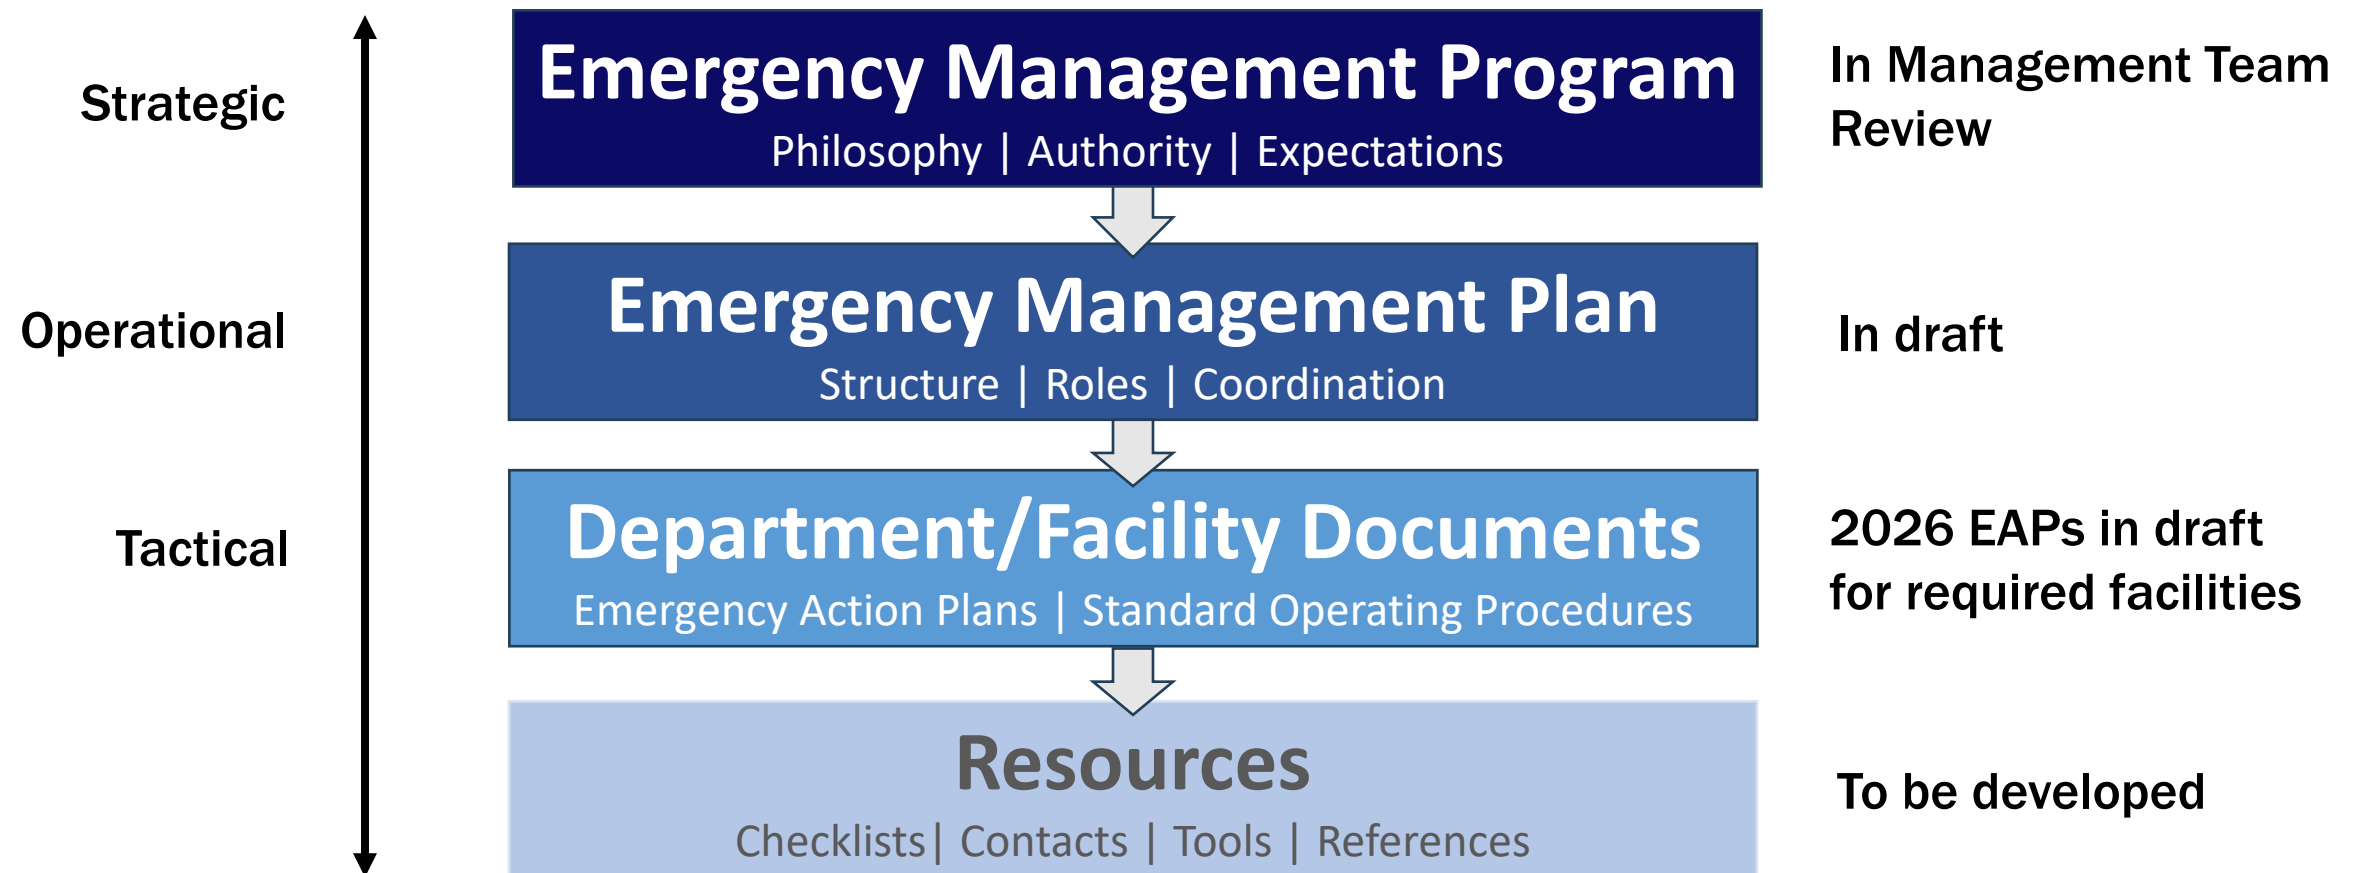 Strategic
Emergency Management Program
Philosophy | Authority | Expectations
In Management Team
Review
Operational
Emergency Management Plan
Structure | Roles | Coordination
In draft
Tactical
Department/Facility Documents
Emergency Action Plans | Standard Operating Procedures
2026 EAPs in draft
for required facilities
Resources
Checklists| Contacts | Tools | References
To be developed